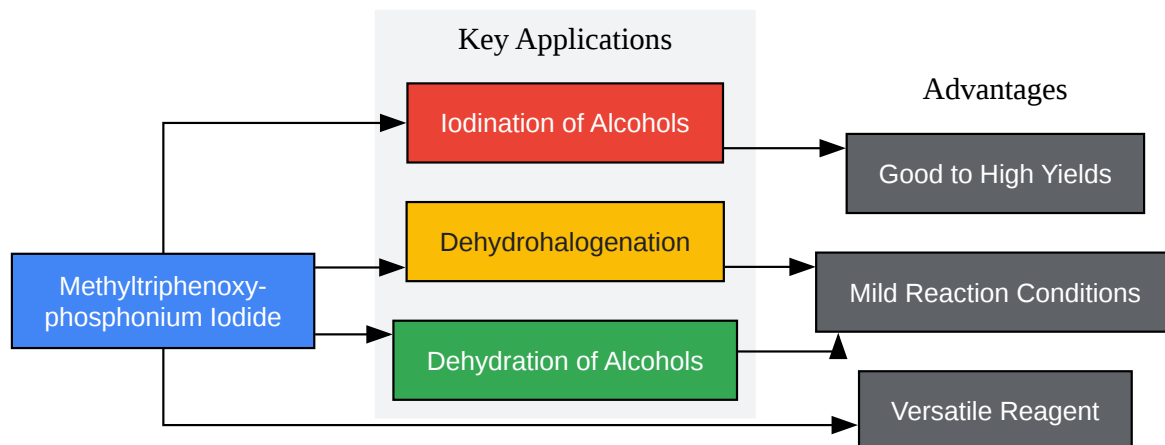 Key Applications
Advantages
Iodination of Alcohols
Good to High Yields
Dehydrohalogenation
Methyltriphenoxy-
phosphonium Iodide
Mild Reaction Conditions
Dehydration of Alcohols
Versatile Reagent